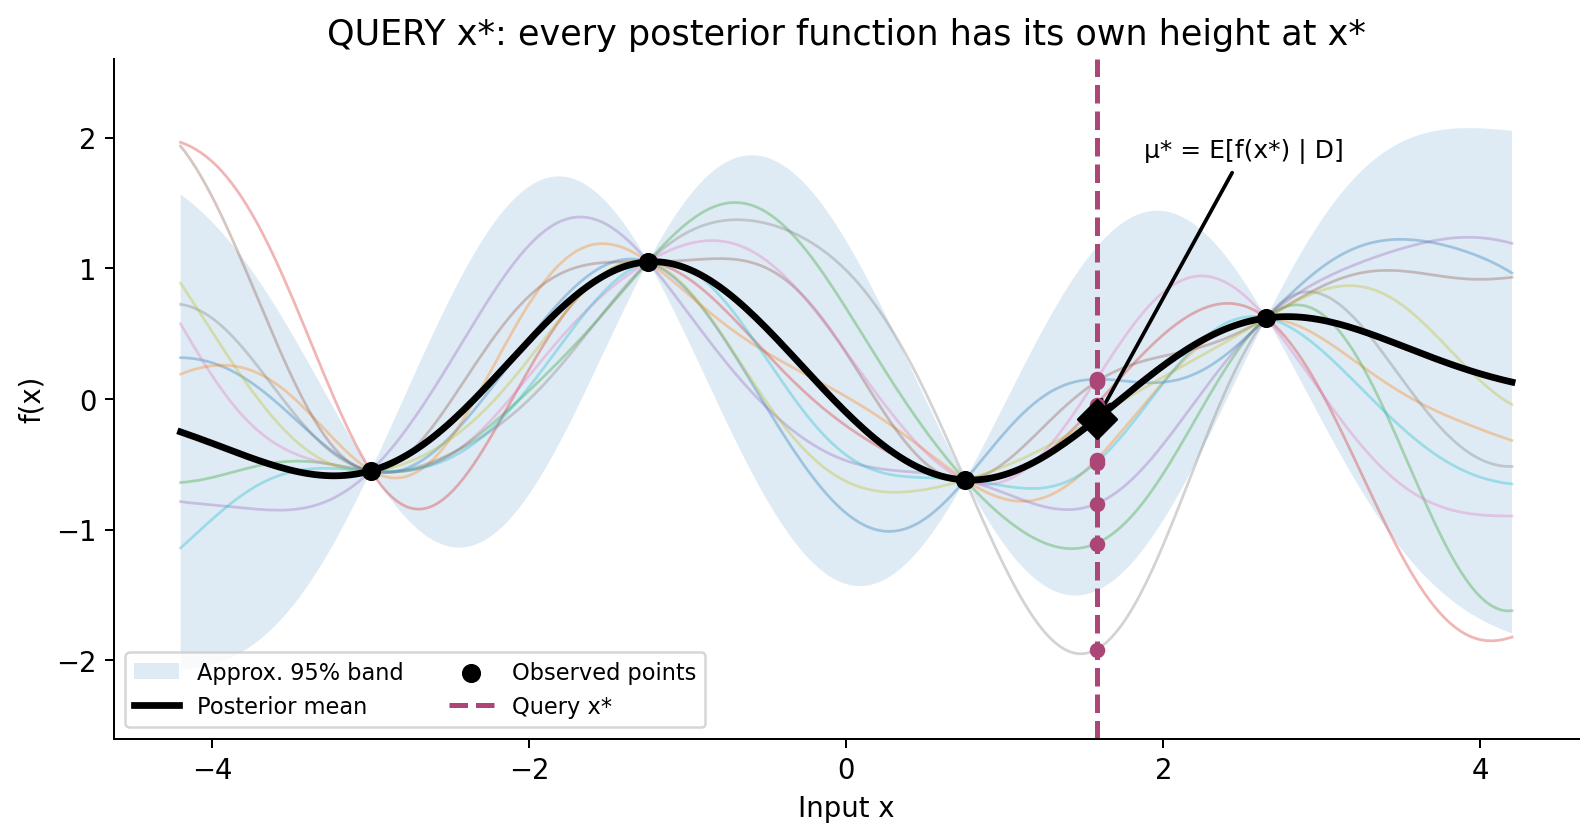 QUERY x*: every posterior function has its own height at x*
μ* = E[f(x*) | D]
f(x)
2
1
0
−1
−2
Approx. 95% band
Posterior mean
Observed points
Query x*
−4
−2
0
2
4
Input x